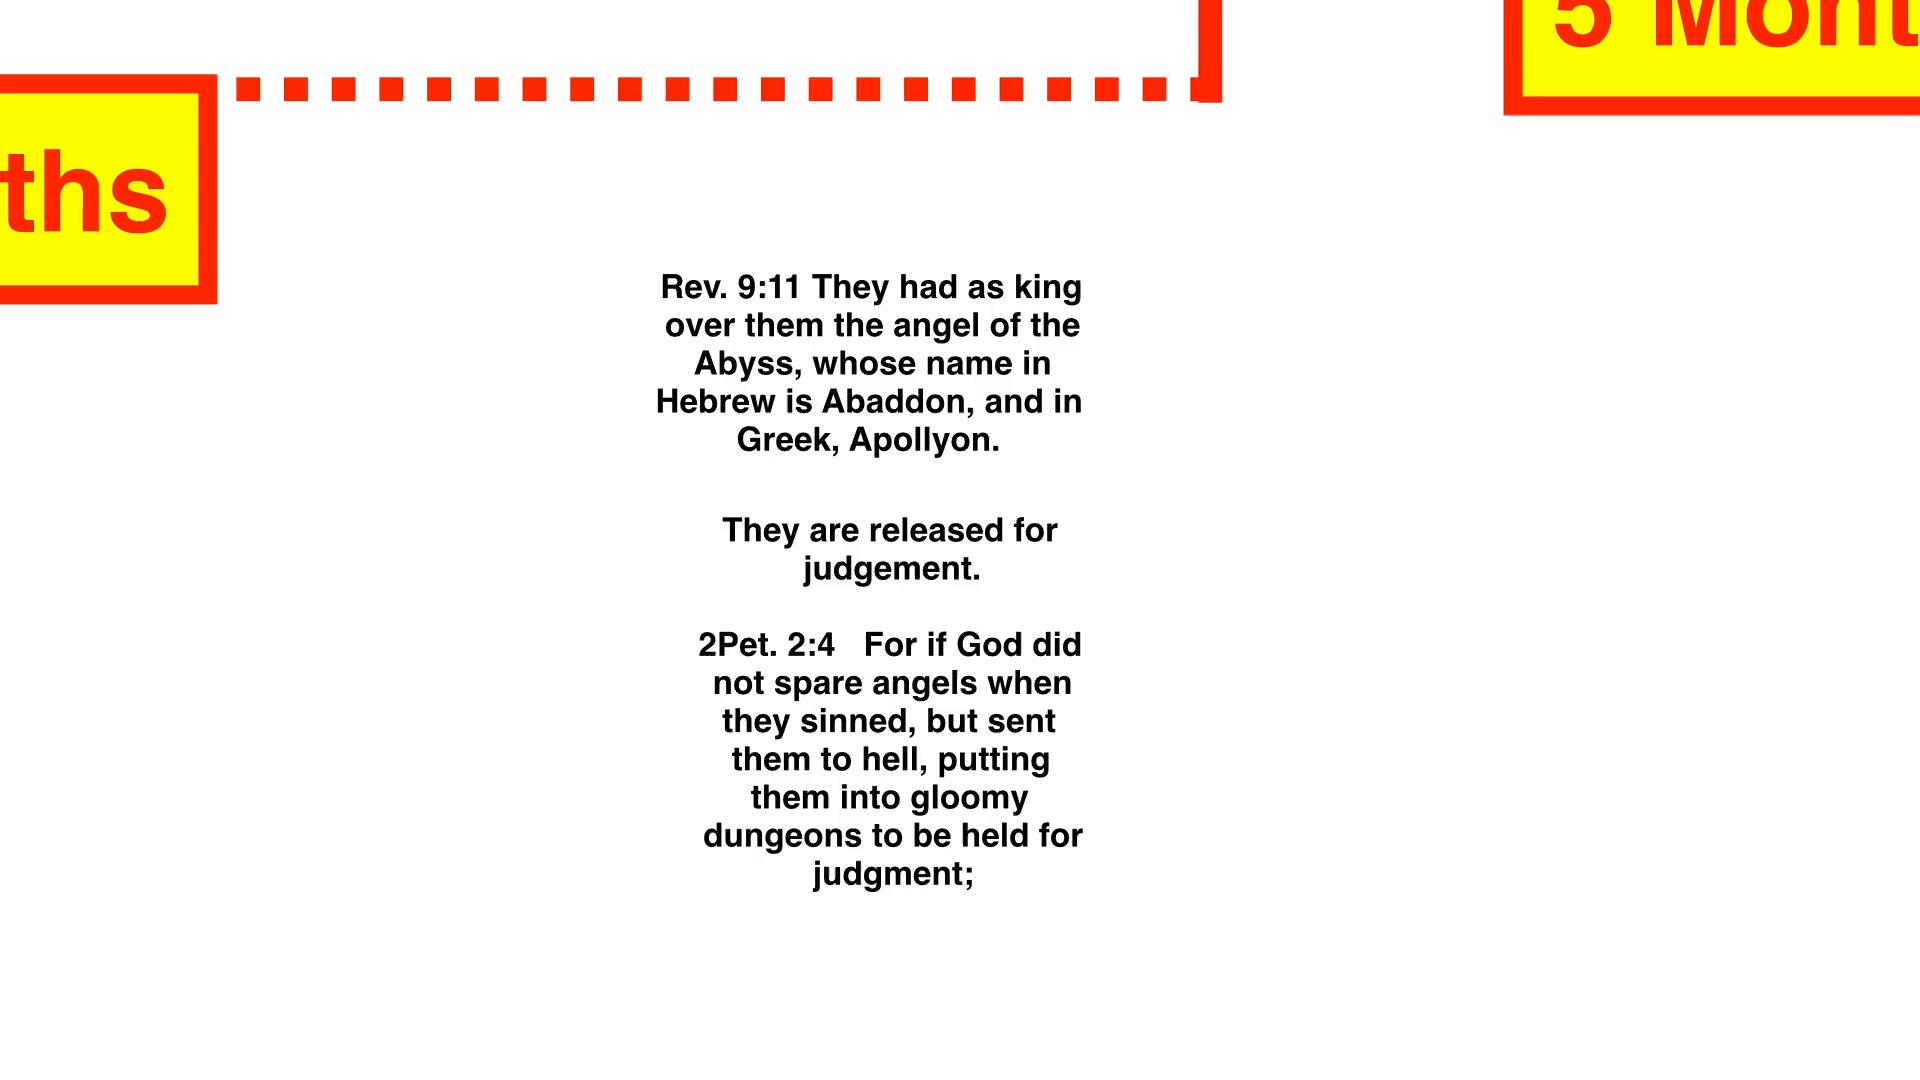 5 Mont
ths
Rev. 9:11 They had as king
over them the angel of the
Abyss, whose name in
Hebrew is Abaddon, and in
Greek, Apollyon.
They are released for
judgement.
2Pet. 2:4   For if God did
not spare angels when
they sinned, but sent
them to hell, putting
them into gloomy
dungeons to be held for
judgment;